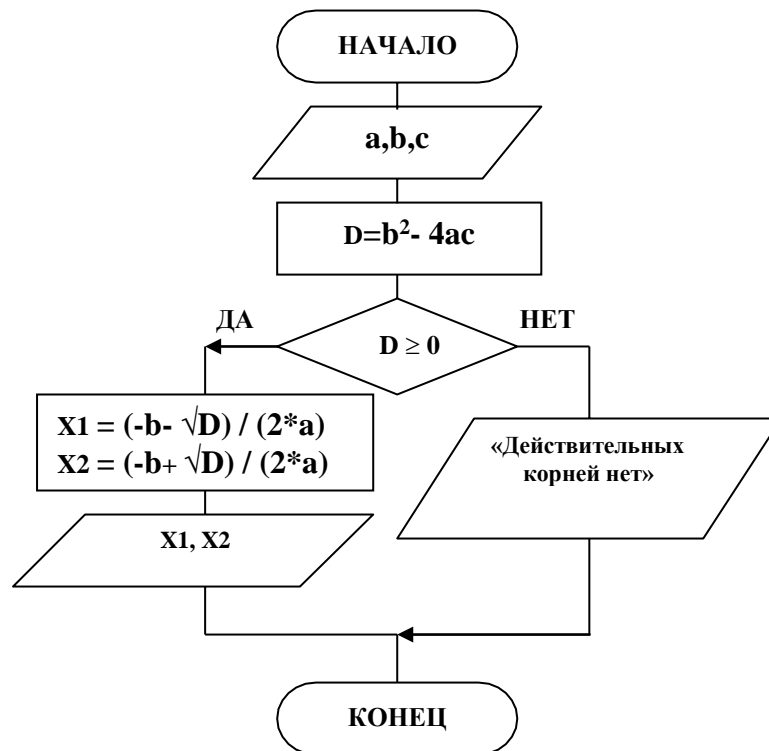 НАЧАЛО
a,b,c
D=b²- 4ac
ДА
НЕТ
D ≥ 0
X1 = (-b- √D) / (2*a)
X2 = (-b+ √D) / (2*a)
«Действительных
корней нет»
X1, X2
КОНЕЦ